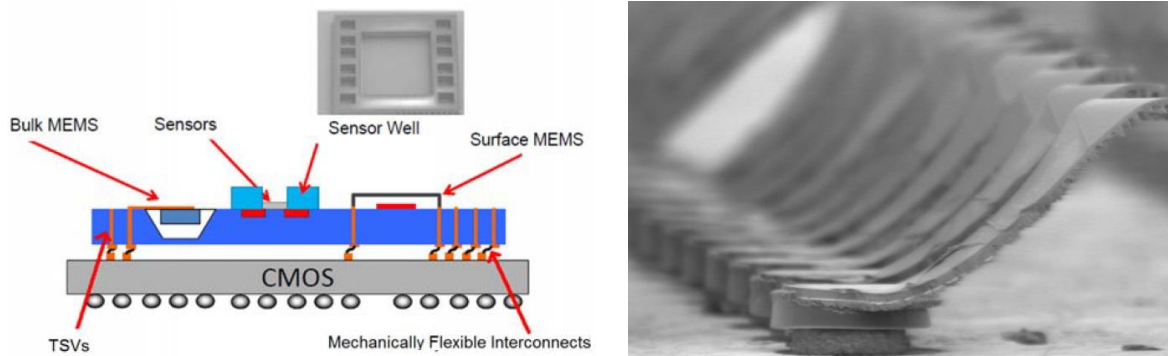 Bulk MEMS
Sensors
Sensor Well
Surface MEMS
CMOS
TSVs
Mechanically Flexible Interconnects